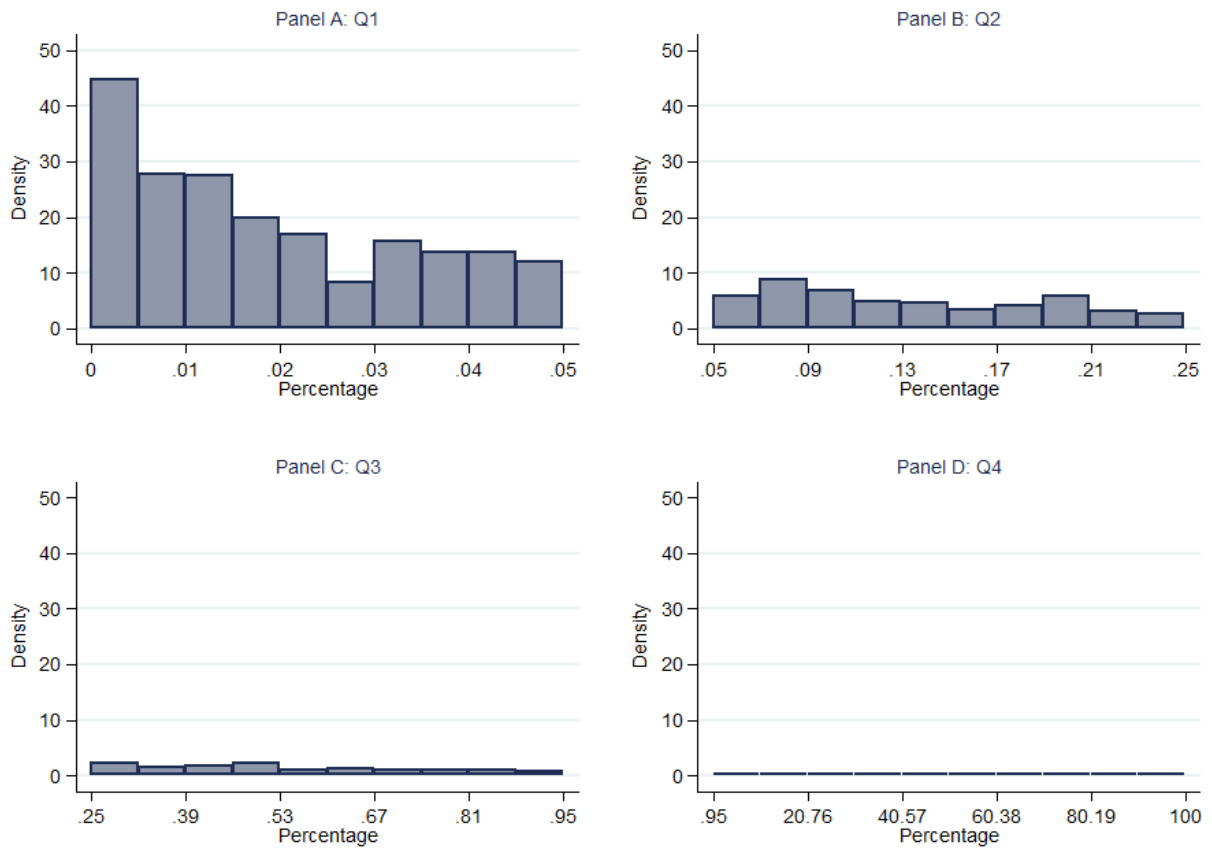 Panel A: Q1
50
40
30
20
10
0
Density
0 .01 .02 .03 .04 .05
Percentage
Panel B: Q2
50
40
30
20
10
0
Density
.05 .09 .13 .17 .21 .25
Percentage
Panel C: Q3
50
40
30
20
10
0
Density
.25 .39 .53 .67 .81 .95
Percentage
Panel D: Q4
50
40
30
20
10
0
Density
.95 20.76 40.57 60.38 80.19 100
Percentage